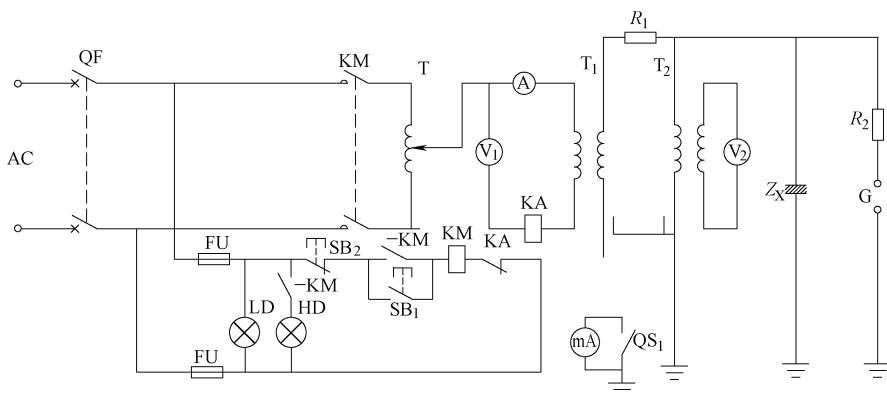 QF
KM
T
A
T₁
R₁
T₂
AC
V₁
V₂
R₂
Zₓ
G
KA
FU
SB₂
–KM
KM
KA
–KM
SB₁
LD
HD
FU
mA
QS₁